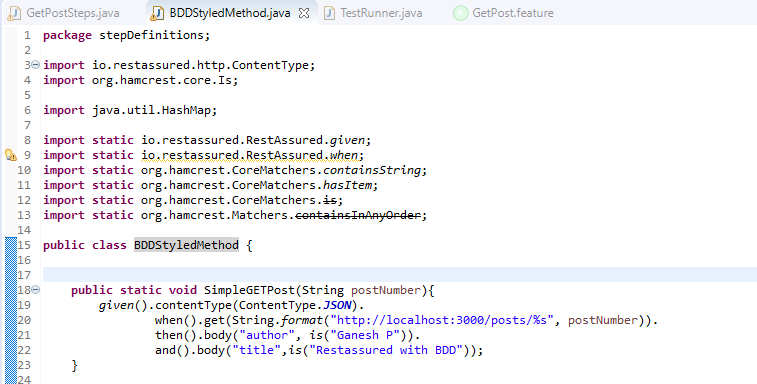 GetPostSteps.java BDDStyledMethod.java TestRunner.java GetPost.feature
1 package stepDefinitions;
2
3 import io.restassured.http.ContentType;
4 import org.hamcrest.core.Is;
5
6 import java.util.HashMap;
7
8 import static io.restassured.RestAssured.given;
9 import static io.restassured.RestAssured.when;
10 import static org.hamcrest.CoreMatchers.containsString;
11 import static org.hamcrest.CoreMatchers.hasItem;
12 import static org.hamcrest.CoreMatchers.is;
13 import static org.hamcrest.Matchers.containsInAnyOrder;
14
15 public class BDDStyledMethod {
16
17
18 public static void SimpleGETPost(String postNumber){
19 given().contentType(ContentType.JSON).
20 when().get(String.format("http://localhost:3000/posts/%s", postNumber)).
21 then().body("author", is("Ganesh P")).
22 and().body("title",is("Restassured with BDD"));
23 }
24